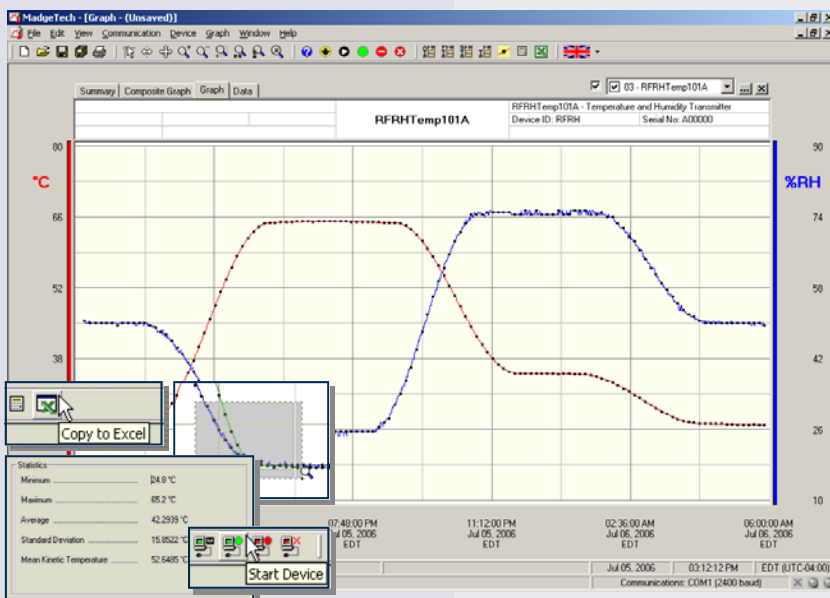 MadgeTech - [Graph - (Unsaved)]
File Edit View Communication Device Graph Window Help
Summary Composite Graph Graph Data
03 - RFRHTemp101A
RFRHTemp101A
RFRHTemp101A - Temperature and Humidity Transmitter
Device ID: RFRH Serial No: A00000
80 90
°C %RH
66 74
52 58
38 42
26 26
10
Copy to Excel
Statistics
Minimum 24.8 °C
Maximum 65.2 °C
Average 42.2939 °C
Standard Deviation 15.8522 °C
Mean Kinetic Temperature 52.6485 °C
Start Device
07:48:00 PM 11:12:00 PM 02:36:00 AM 06:00:00 AM
Jul 05, 2006 Jul 05, 2006 Jul 06, 2006 Jul 06, 2006
EDT EDT EDT EDT
Jul 05, 2006 03:12:12 PM EDT (UTC-04:00)
Communications: COM1 (2400 baud)